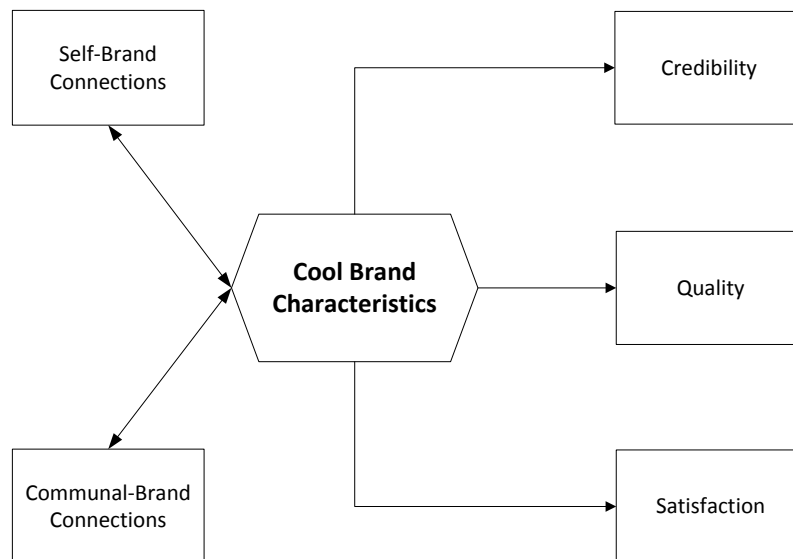 Self-Brand
Connections
Credibility
Cool Brand
Characteristics
Quality
Communal-Brand
Connections
Satisfaction